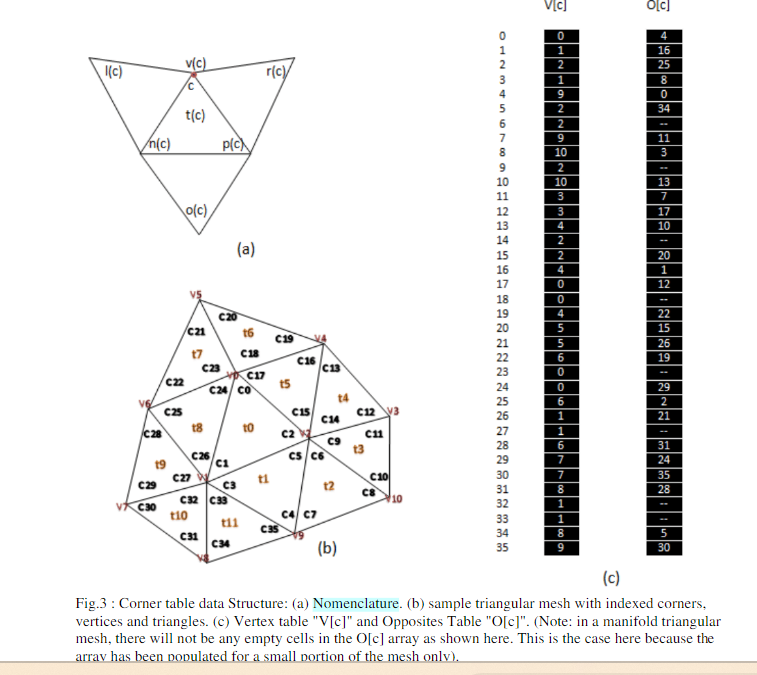 V[c] O[c]
0 0 4
1 1 16
2 2 25
3 1 8
4 9 0
5 2 34
6 2 --
7 9 11
8 10 3
9 2 --
10 10 13
11 3 7
12 3 17
13 4 10
14 2 --
15 2 20
16 4 1
17 0 12
18 0 --
19 4 22
20 5 15
21 5 26
22 6 19
23 0 --
24 0 29
25 6 2
26 1 21
27 1 --
28 6 31
29 7 24
30 7 35
31 8 28
32 1 --
33 1 --
34 8 5
35 9 30
(c)
l(c) v(c) r(c)
c
t(c)
n(c) p(c)
o(c)
(a)
V5
C20
C21 t6 C19 V4
t7 C18 C16 C13
C23 V0 C17
C22 C24 C0 t5 t4
V6 C25 C15 C14 C12 V3
C28 t8 t0 C2 V2 C9 C11
C26 C1 C5 C6 t3
t9 C27 V1 C3 t1 t2 C10
C29 C8 V10
V7 C30 C32 C33 C4 C7
t10 t11 C35 V9
C31 C34
V8
(b)
Fig.3 : Corner table data Structure: (a) Nomenclature. (b) sample triangular mesh with indexed corners,
vertices and triangles. (c) Vertex table "V[c]" and Opposites Table "O[c]". (Note: in a manifold triangular
mesh, there will not be any empty cells in the O[c] array as shown here. This is the case here because the
array has been populated for a small portion of the mesh only).